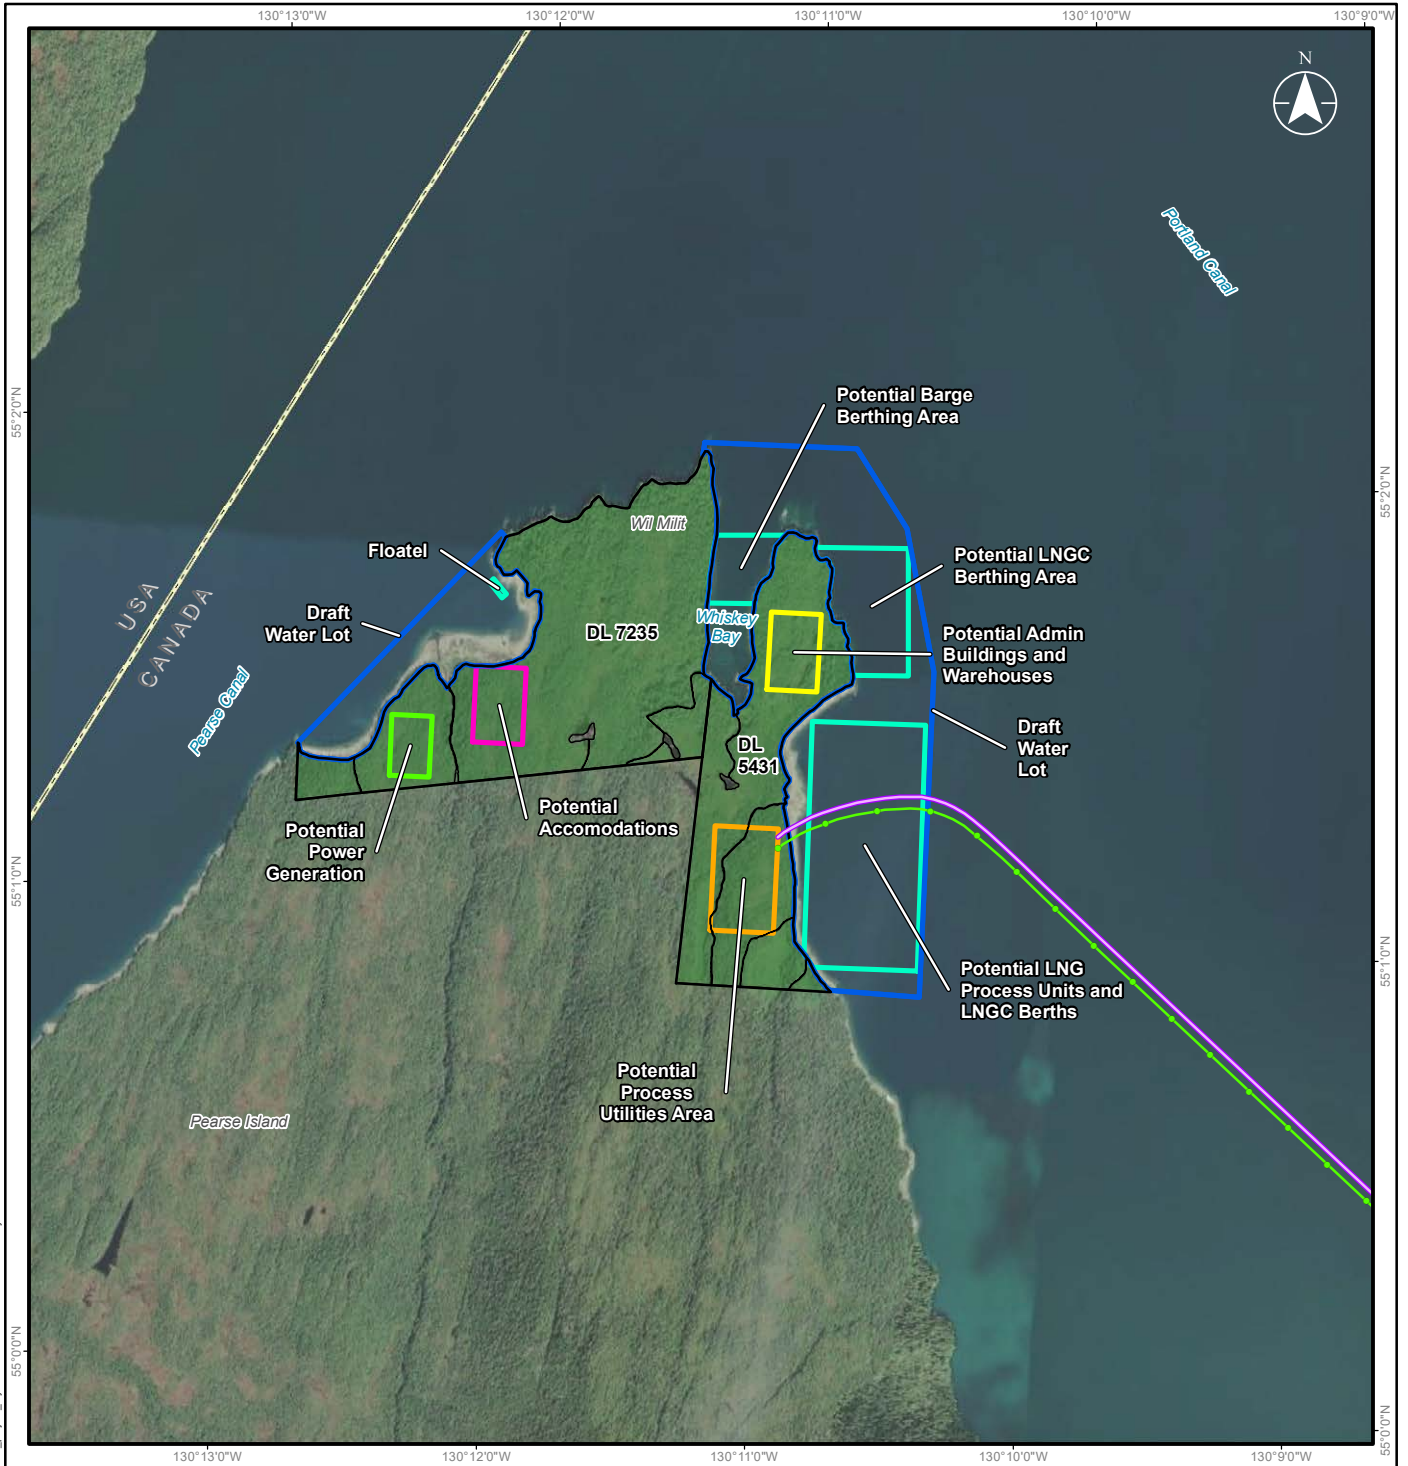 130°13'0"W
130°12'0"W
130°11'0"W
130°10'0"W
130°9'0"W
N
Portland Canal
55°2'0"N
55°2'0"N
Potential Barge
Berthing Area
Wil Milit
Floatel
Potential LNGC
Berthing Area
USA
CANADA
Draft
Water Lot
DL 7235
Whiskey
Bay
Potential Admin
Buildings and
Warehouses
Pearse Canal
Draft
Water
Lot
DL
5431
Potential
Accomodations
Potential
Power
Generation
55°1'0"N
55°1'0"N
Potential LNG
Process Units and
LNGC Berths
Potential
Process
Utilities Area
Pearse Island
55°0'0"N
55°0'0"N
130°13'0"W
130°12'0"W
130°11'0"W
130°10'0"W
130°9'0"W